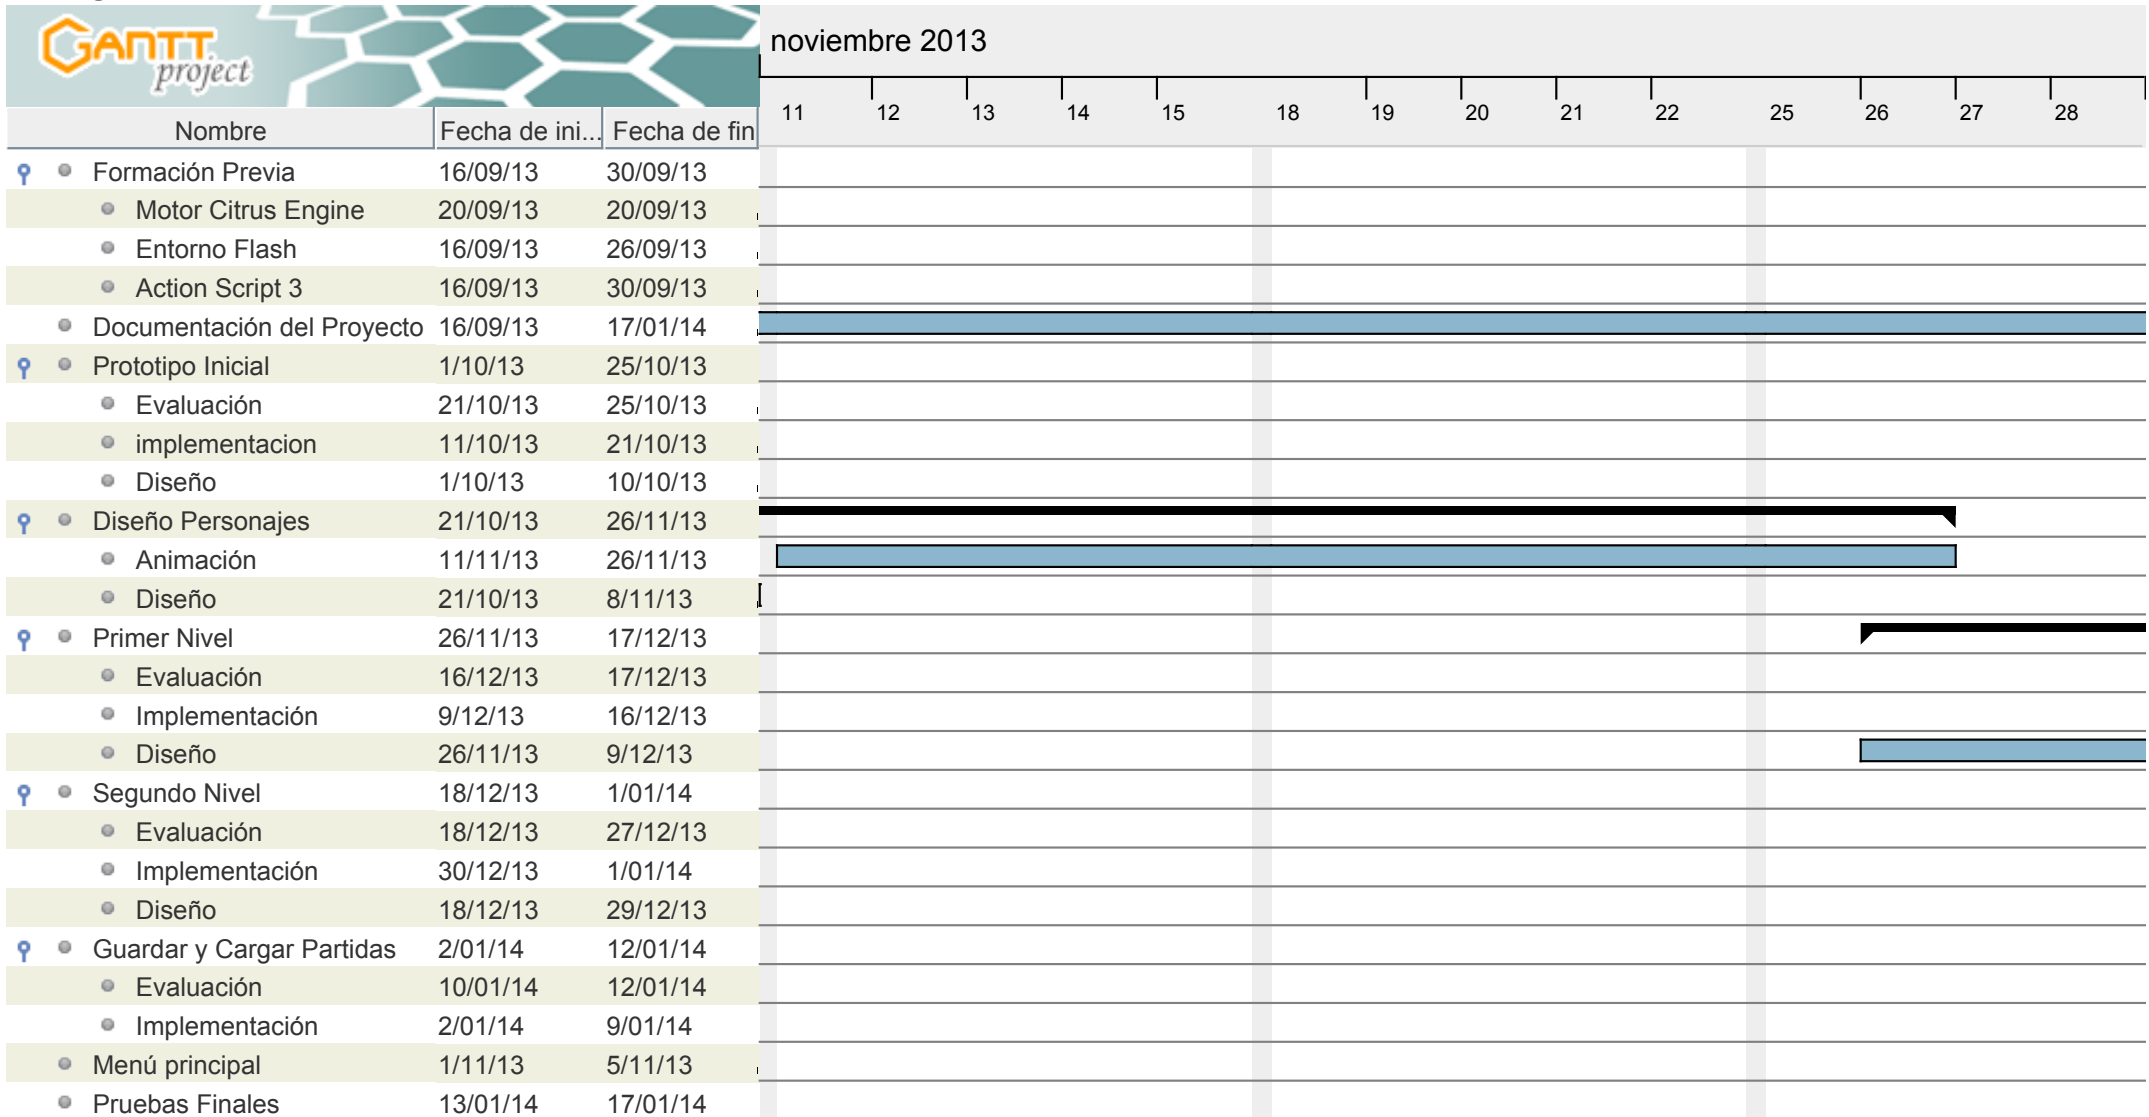 GANTT
project
noviembre 2013
11 12 13 14 15 18 19 20 21 22 25 26 27 28
Nombre Fecha de ini... Fecha de fin
Formación Previa 16/09/13 30/09/13
Motor Citrus Engine 20/09/13 20/09/13
Entorno Flash 16/09/13 26/09/13
Action Script 3 16/09/13 30/09/13
Documentación del Proyecto 16/09/13 17/01/14
Prototipo Inicial 1/10/13 25/10/13
Evaluación 21/10/13 25/10/13
implementacion 11/10/13 21/10/13
Diseño 1/10/13 10/10/13
Diseño Personajes 21/10/13 26/11/13
Animación 11/11/13 26/11/13
Diseño 21/10/13 8/11/13
Primer Nivel 26/11/13 17/12/13
Evaluación 16/12/13 17/12/13
Implementación 9/12/13 16/12/13
Diseño 26/11/13 9/12/13
Segundo Nivel 18/12/13 1/01/14
Evaluación 18/12/13 27/12/13
Implementación 30/12/13 1/01/14
Diseño 18/12/13 29/12/13
Guardar y Cargar Partidas 2/01/14 12/01/14
Evaluación 10/01/14 12/01/14
Implementación 2/01/14 9/01/14
Menú principal 1/11/13 5/11/13
Pruebas Finales 13/01/14 17/01/14